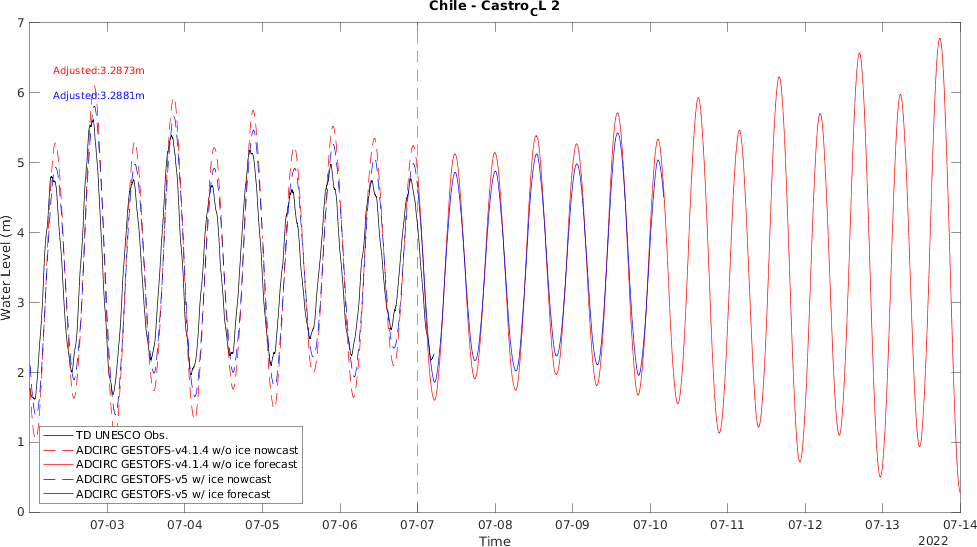 Chile - Castro_CL 2
7
6
5
4
3
2
1
0
Water Level (m)
Adjusted:3.2873m
Adjusted:3.2881m
TD UNESCO Obs.
ADCIRC GESTOFS-v4.1.4 w/o ice nowcast
ADCIRC GESTOFS-v4.1.4 w/o ice forecast
ADCIRC GESTOFS-v5 w/ ice nowcast
ADCIRC GESTOFS-v5 w/ ice forecast
07-03 07-04 07-05 07-06 07-07 07-08 07-09 07-10 07-11 07-12 07-13 07-14
Time
2022